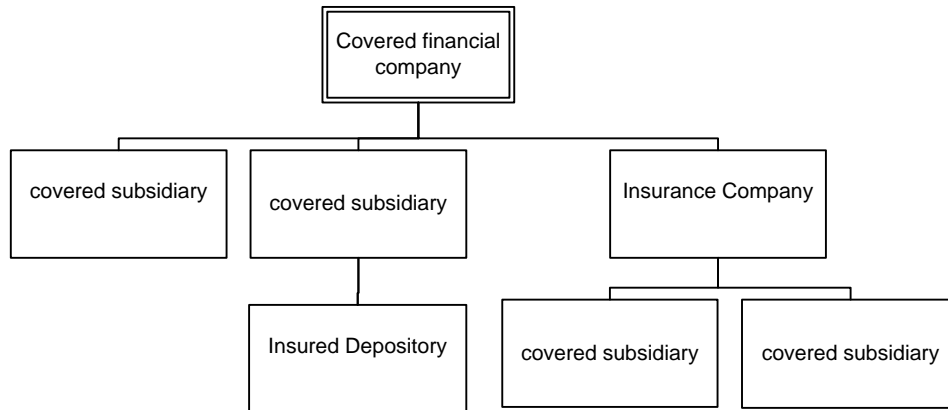 Covered financial
company
covered subsidiary
covered subsidiary
Insurance Company
Insured Depository
covered subsidiary
covered subsidiary